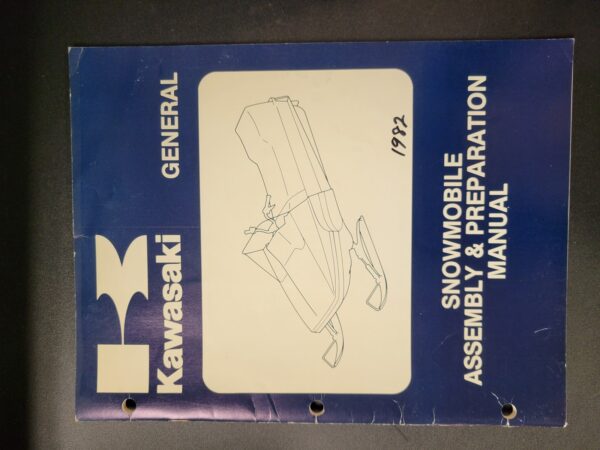 Kawasaki
GENERAL
1982
SNOWMOBILE
ASSEMBLY & PREPARATION
MANUAL